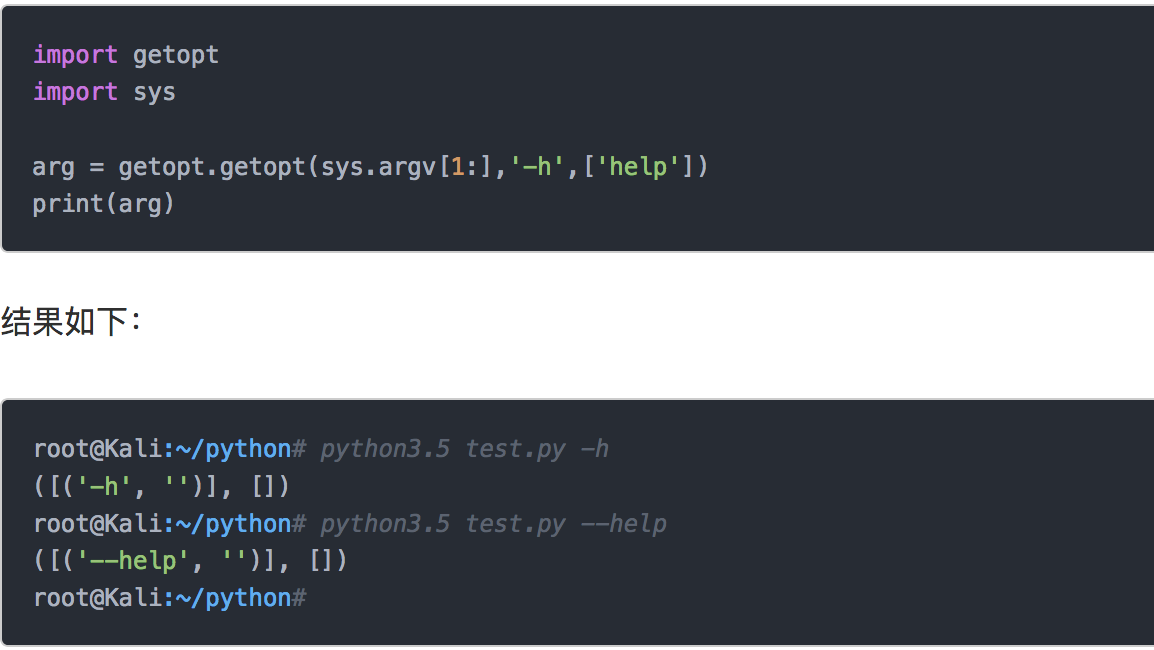 import getopt
import sys
arg = getopt.getopt(sys.argv[1:],'-h',['help'])
print(arg)
结果如下：
root@Kali:~/python# python3.5 test.py -h
([('-h', '')], [])
root@Kali:~/python# python3.5 test.py --help
([('--help', '')], [])
root@Kali:~/python#